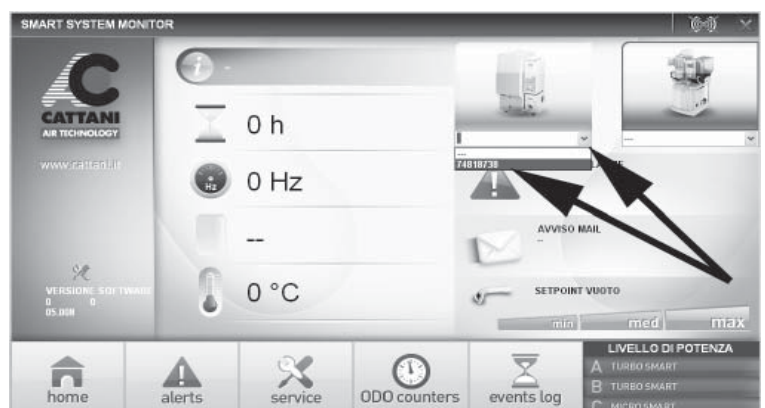 SMART SYSTEM MONITOR
AC
CATTANI
AIR TECHNOLOGY
www.cattani.it
VERSIONE SOFTWARE
0 0
i -
0 h
Hz
0 Hz
--
0 °C
---
---
74818738
AVVISO MAIL
--
SETPOINT VUOTO
min med max
home
alerts
service
ODO counters
events log
LIVELLO DI POTENZA
A TURBO SMART
B TURBO SMART
C MICRO SMART